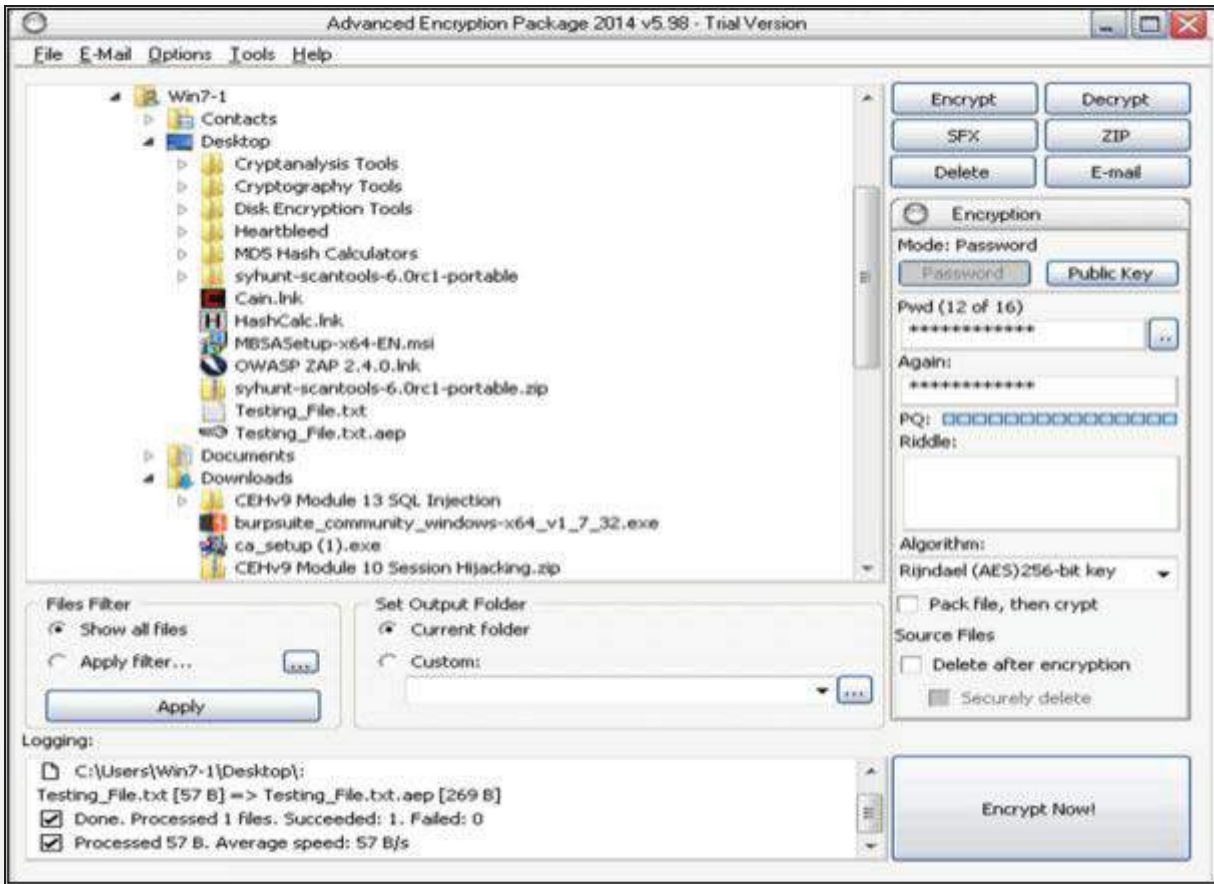 Advanced Encryption Package 2014 v5.98 - Trial Version
File E-Mail Options Tools Help
Win7-1
Contacts
Desktop
Cryptanalysis Tools
Cryptography Tools
Disk Encryption Tools
Heartbleed
MD5 Hash Calculators
syhunt-scantools-6.0rc1-portable
Cain.lnk
HashCalc.lnk
MBSASetup-x64-EN.msi
OWASP ZAP 2.4.0.lnk
syhunt-scantools-6.0rc1-portable.zip
Testing_File.txt
Testing_File.txt.aep
Documents
Downloads
CEHv9 Module 13 SQL Injection
burpsuite_community_windows-x64_v1_7_32.exe
ca_setup (1).exe
CEHv9 Module 10 Session Hijacking.zip
Encrypt Decrypt
SFX ZIP
Delete E-mail
Encryption
Mode: Password
Password Public Key
Pwd (12 of 16)
************ ..
Again:
************
PQ:
Riddle:
Algorithm:
Rijndael (AES)256-bit key
Pack file, then crypt
Source Files
Delete after encryption
Securely delete
Files Filter
Show all files
Apply filter... ...
Apply
Set Output Folder
Current folder
Custom:
...
Logging:
C:\Users\Win7-1\Desktop\:
Testing_File.txt [57 B] => Testing_File.txt.aep [269 B]
Done. Processed 1 files. Succeeded: 1. Failed: 0
Processed 57 B. Average speed: 57 B/s
Encrypt Now!